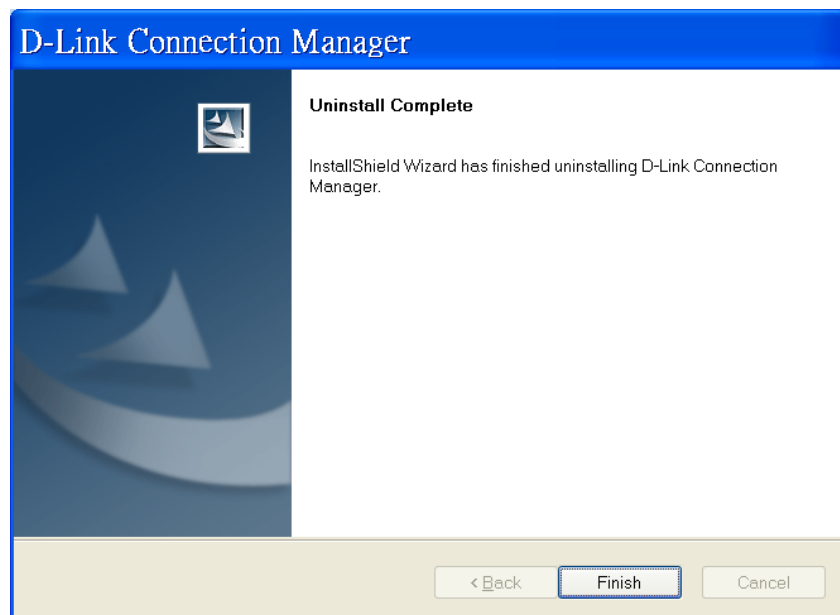 D-Link Connection Manager
Uninstall Complete
InstallShield Wizard has finished uninstalling D-Link Connection
Manager.
< Back
Finish
Cancel